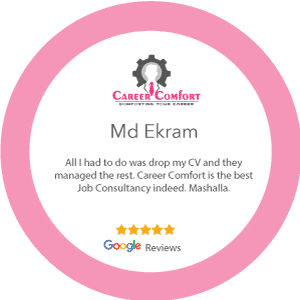 CAREER COMFORT
COMFORTING YOUR CAREER
Md Ekram
All I had to do was drop my CV and they
managed the rest. Career Comfort is the best
Job Consultancy indeed. Mashalla.
Google Reviews